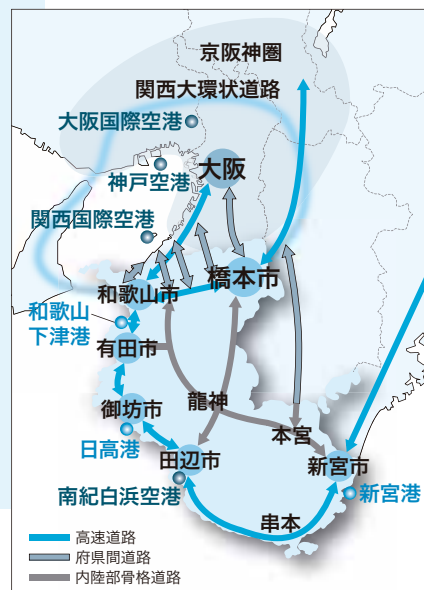 京阪神圏
関西大環状道路
大阪国際空港
大阪
神戸空港
関西国際空港
橋本市
和歌山市
和歌山
下津港
有田市
龍神
御坊市
本宮
日高港
田辺市
新宮市
南紀白浜空港
新宮港
串本
高速道路
府県間道路
内陸部骨格道路